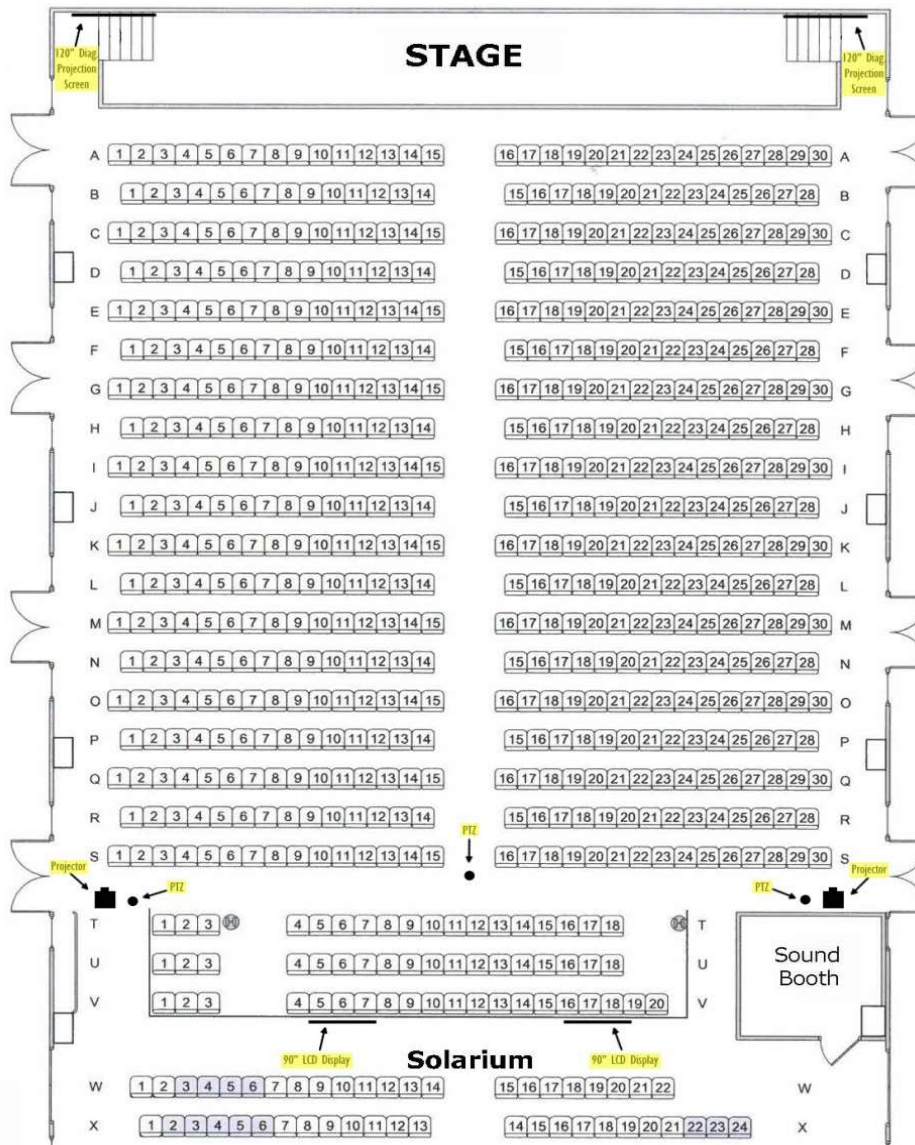 STAGE
120" Diag.
Projection
Screen
120" Diag.
Projection
Screen
A 1 2 3 4 5 6 7 8 9 10 11 12 13 14 15 16 17 18 19 20 21 22 23 24 25 26 27 28 29 30 A
B 1 2 3 4 5 6 7 8 9 10 11 12 13 14 15 16 17 18 19 20 21 22 23 24 25 26 27 28 B
C 1 2 3 4 5 6 7 8 9 10 11 12 13 14 15 16 17 18 19 20 21 22 23 24 25 26 27 28 29 30 C
D 1 2 3 4 5 6 7 8 9 10 11 12 13 14 15 16 17 18 19 20 21 22 23 24 25 26 27 28 D
E 1 2 3 4 5 6 7 8 9 10 11 12 13 14 15 16 17 18 19 20 21 22 23 24 25 26 27 28 29 30 E
F 1 2 3 4 5 6 7 8 9 10 11 12 13 14 15 16 17 18 19 20 21 22 23 24 25 26 27 28 F
G 1 2 3 4 5 6 7 8 9 10 11 12 13 14 15 16 17 18 19 20 21 22 23 24 25 26 27 28 29 30 G
H 1 2 3 4 5 6 7 8 9 10 11 12 13 14 15 16 17 18 19 20 21 22 23 24 25 26 27 28 H
I 1 2 3 4 5 6 7 8 9 10 11 12 13 14 15 16 17 18 19 20 21 22 23 24 25 26 27 28 29 30 I
J 1 2 3 4 5 6 7 8 9 10 11 12 13 14 15 16 17 18 19 20 21 22 23 24 25 26 27 28 J
K 1 2 3 4 5 6 7 8 9 10 11 12 13 14 15 16 17 18 19 20 21 22 23 24 25 26 27 28 29 30 K
L 1 2 3 4 5 6 7 8 9 10 11 12 13 14 15 16 17 18 19 20 21 22 23 24 25 26 27 28 L
M 1 2 3 4 5 6 7 8 9 10 11 12 13 14 15 16 17 18 19 20 21 22 23 24 25 26 27 28 29 30 M
N 1 2 3 4 5 6 7 8 9 10 11 12 13 14 15 16 17 18 19 20 21 22 23 24 25 26 27 28 N
O 1 2 3 4 5 6 7 8 9 10 11 12 13 14 15 16 17 18 19 20 21 22 23 24 25 26 27 28 29 30 O
P 1 2 3 4 5 6 7 8 9 10 11 12 13 14 15 16 17 18 19 20 21 22 23 24 25 26 27 28 P
Q 1 2 3 4 5 6 7 8 9 10 11 12 13 14 15 16 17 18 19 20 21 22 23 24 25 26 27 28 29 30 Q
R 1 2 3 4 5 6 7 8 9 10 11 12 13 14 15 16 17 18 19 20 21 22 23 24 25 26 27 28 R
PTZ
S 1 2 3 4 5 6 7 8 9 10 11 12 13 14 15 16 17 18 19 20 21 22 23 24 25 26 27 28 29 30 S
Projector
PTZ
PTZ
Projector
T 1 2 3 4 5 6 7 8 9 10 11 12 13 14 15 16 17 18 T
U 1 2 3 4 5 6 7 8 9 10 11 12 13 14 15 16 17 18 U
V 1 2 3 4 5 6 7 8 9 10 11 12 13 14 15 16 17 18 19 20 V
Sound
Booth
90" LCD Display
Solarium
90" LCD Display
W 1 2 3 4 5 6 7 8 9 10 11 12 13 14 15 16 17 18 19 20 21 22 W
X 1 2 3 4 5 6 7 8 9 10 11 12 13 14 15 16 17 18 19 20 21 22 23 24 X